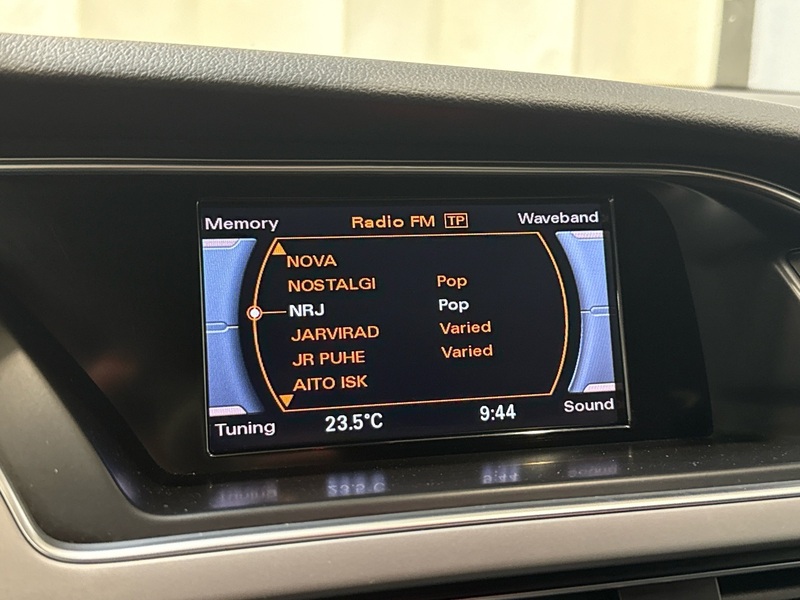 Memory Radio FM TP Waveband
NOVA
NOSTALGI Pop
NRJ Pop
JARVIRAD Varied
JR PUHE Varied
AITO ISK
Tuning 23.5°C 9:44 Sound